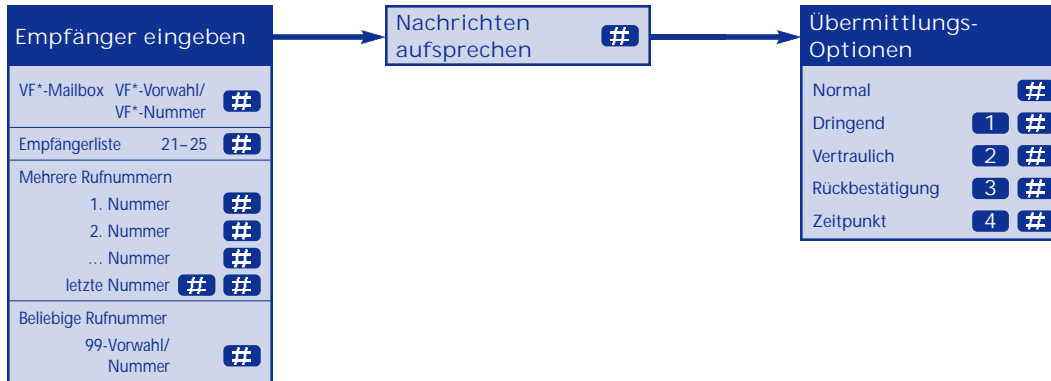 Empfänger eingeben
VF*-Mailbox VF*-Vorwahl/
VF*-Nummer #
Empfängerliste 21–25 #
Mehrere Rufnummern
1. Nummer #
2. Nummer #
… Nummer #
letzte Nummer # #
Beliebige Rufnummer
99-Vorwahl/
Nummer #
Nachrichten
aufsprechen #
Übermittlungs-
Optionen
Normal #
Dringend 1 #
Vertraulich 2 #
Rückbestätigung 3 #
Zeitpunkt 4 #